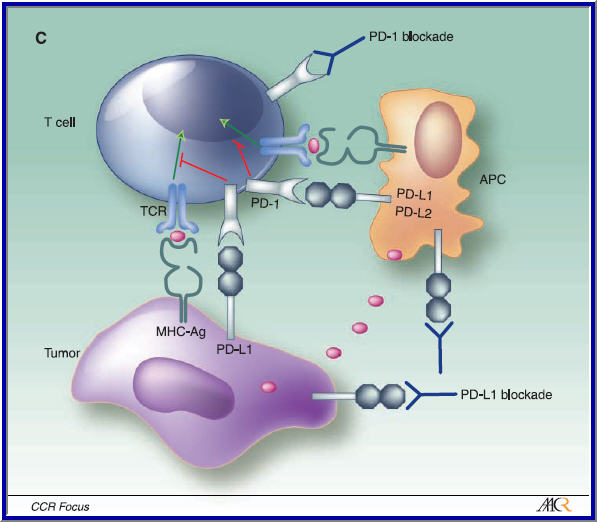 C
PD-1 blockade
T cell
APC
TCR
PD-1
PD-L1
PD-L2
MHC-Ag
PD-L1
Tumor
PD-L1 blockade
CCR Focus
AACR